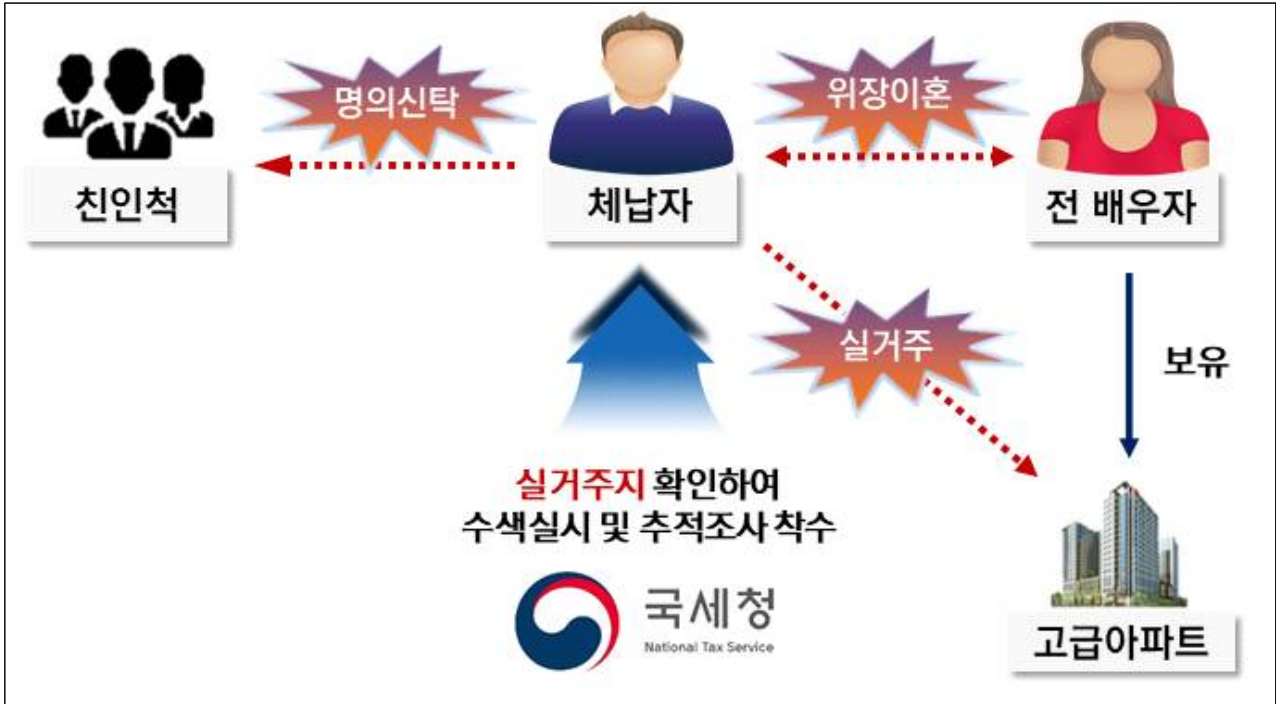 명의신탁
위장이혼
친인척
체납자
전 배우자
실거주
보유
실거주지 확인하여
수색실시 및 추적조사 착수
국세청
National Tax Service
고급아파트